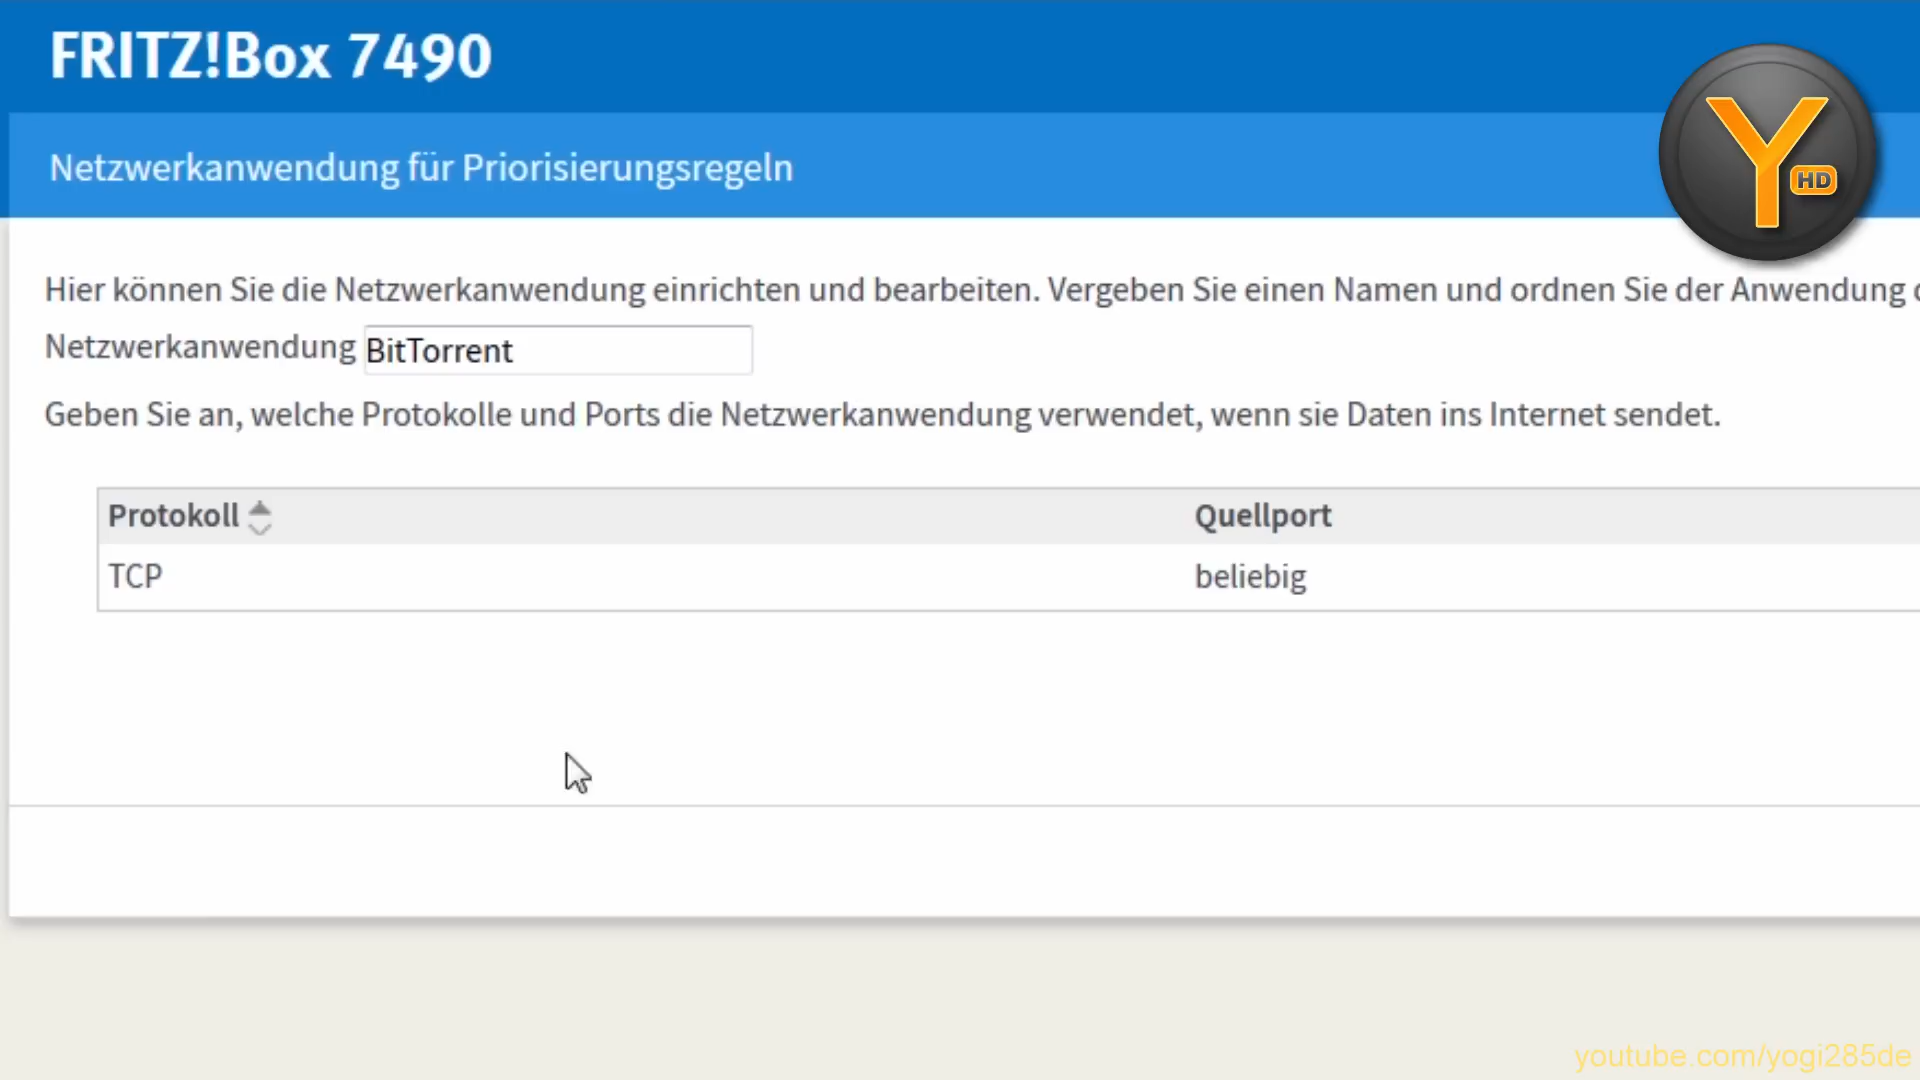 FRITZ!Box 7490
Netzwerkanwendung für Priorisierungsregeln
Y HD
Hier können Sie die Netzwerkanwendung einrichten und bearbeiten. Vergeben Sie einen Namen und ordnen Sie der Anwendung
Netzwerkanwendung BitTorrent
Geben Sie an, welche Protokolle und Ports die Netzwerkanwendung verwendet, wenn sie Daten ins Internet sendet.
Protokoll Quellport
TCP beliebig
youtube.com/yogi285de